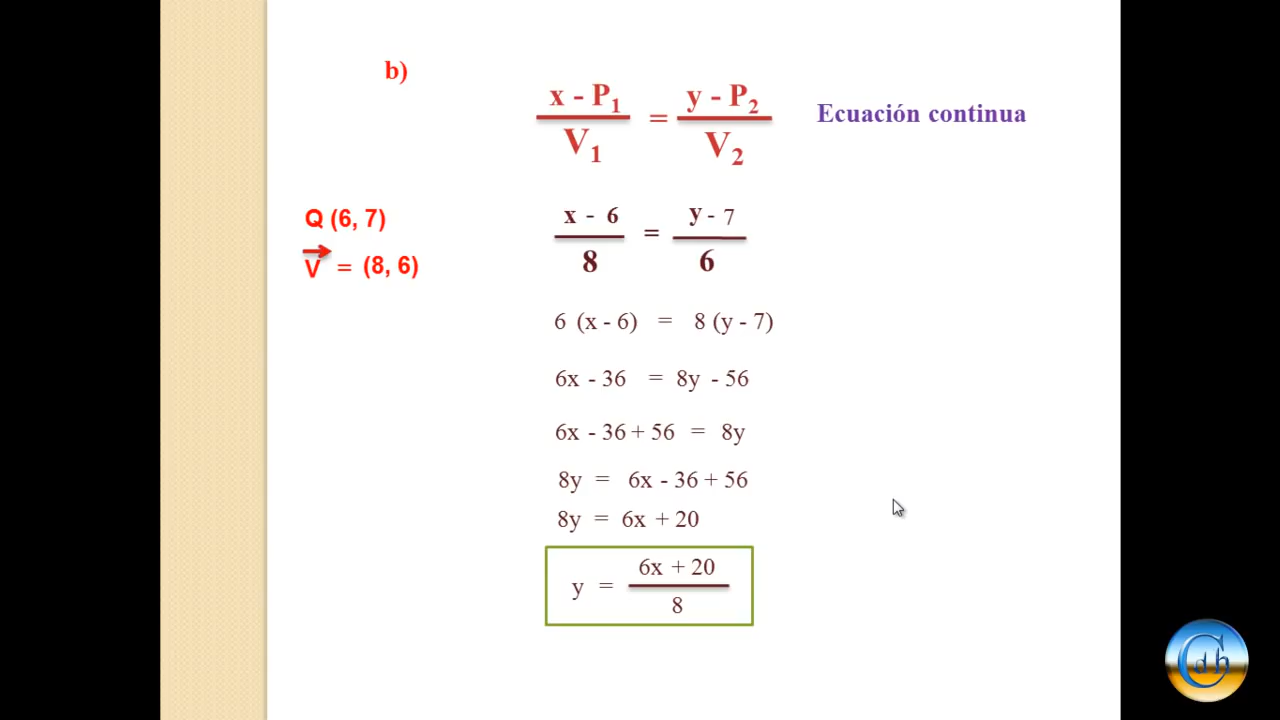 b)
x - P₁ / V₁ = y - P₂ / V₂ Ecuación continua
Q (6, 7)
V = (8, 6)
x - 6 / 8 = y - 7 / 6
6 (x - 6) = 8 (y - 7)
6x - 36 = 8y - 56
6x - 36 + 56 = 8y
8y = 6x - 36 + 56
8y = 6x + 20
y = 6x + 20 / 8
C dh